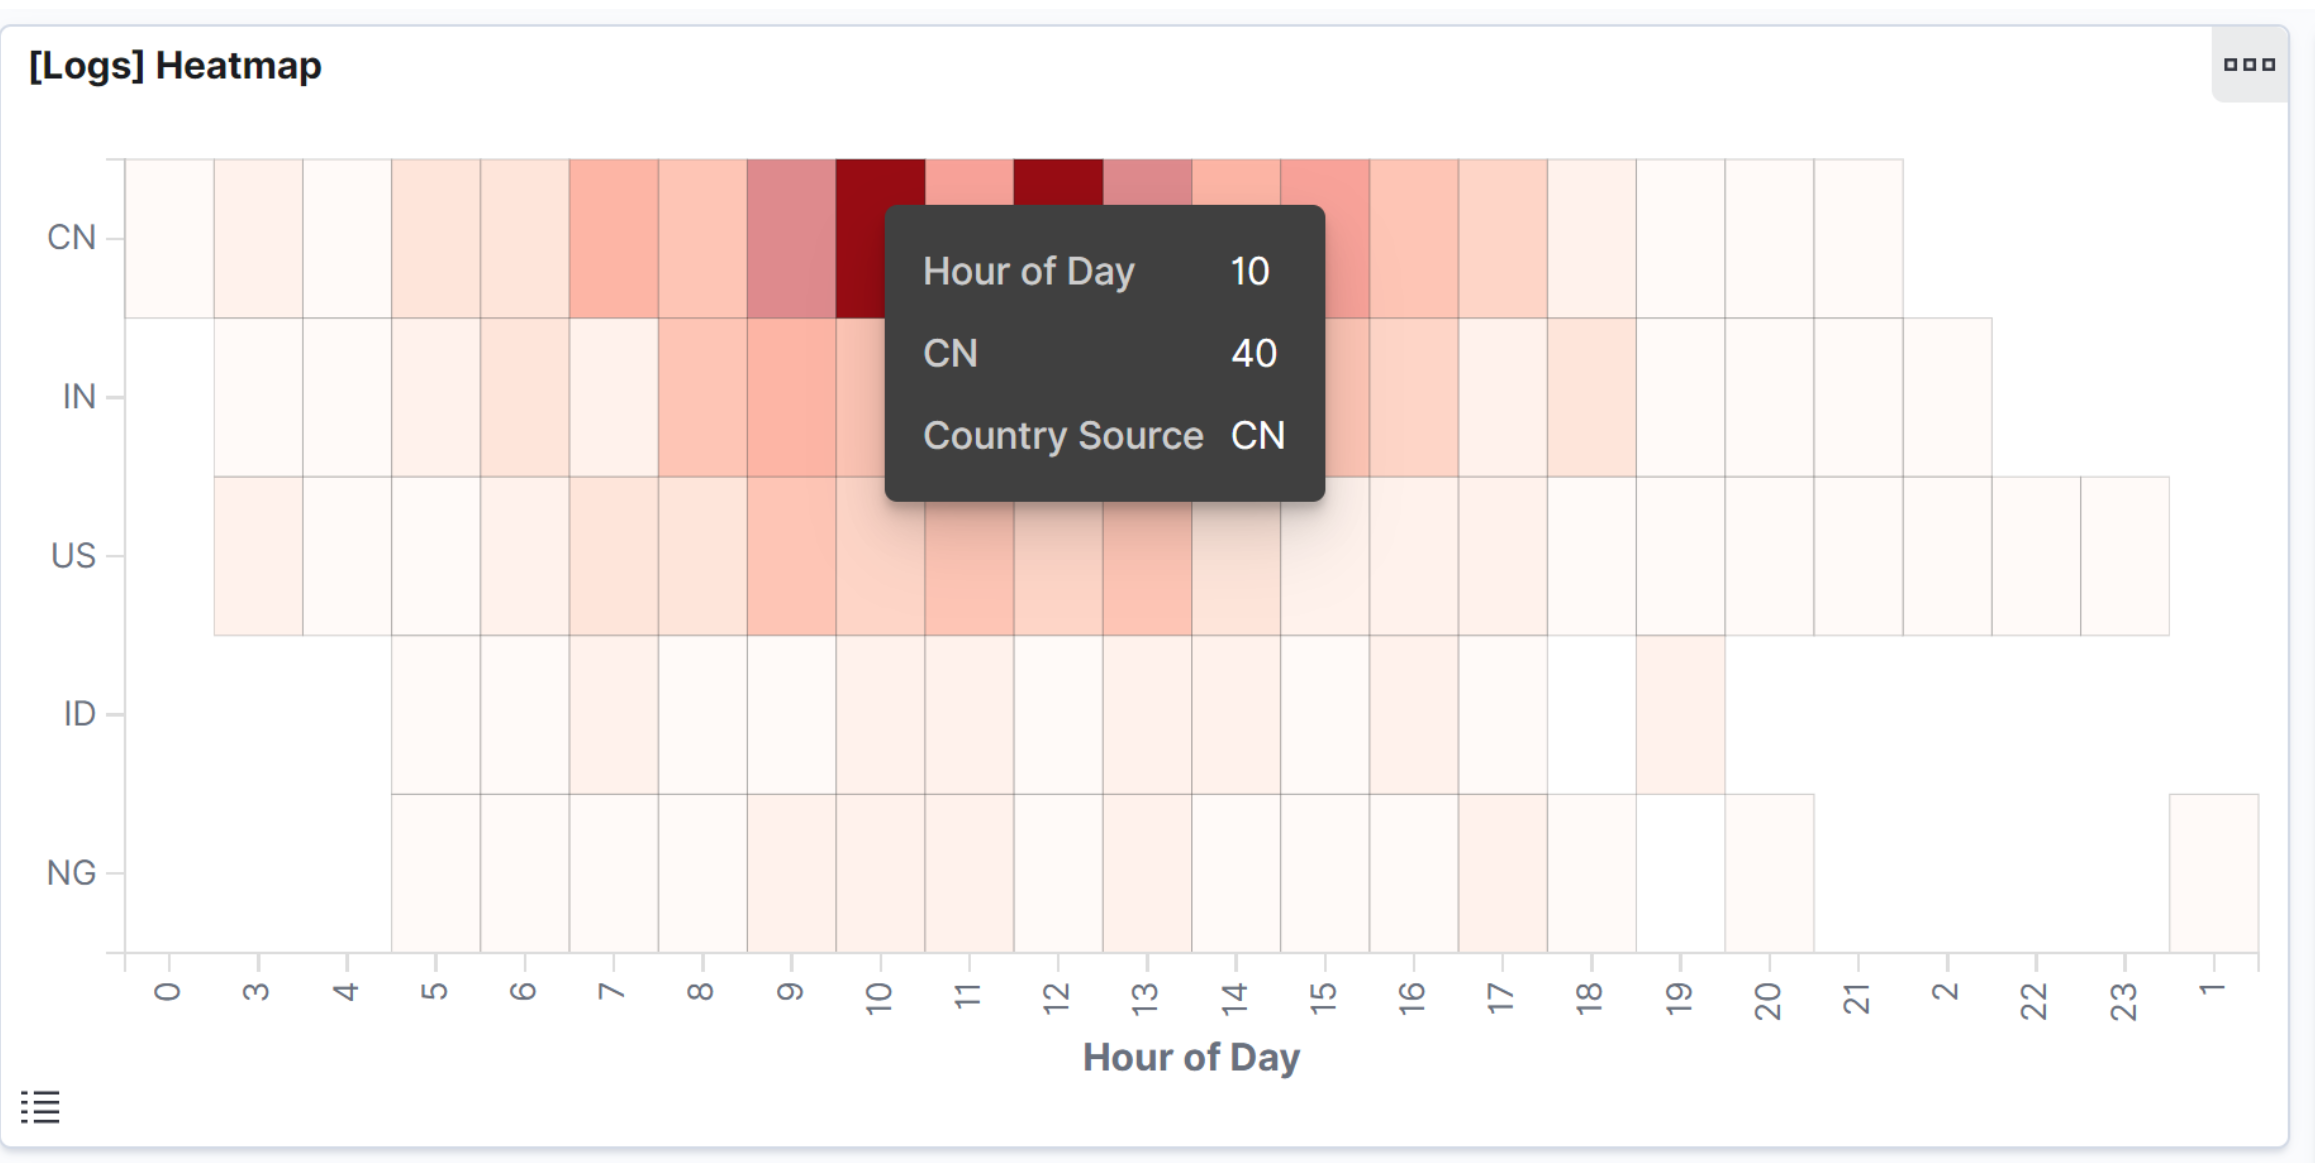 [Logs] Heatmap
CN
IN
US
ID
NG
Hour of Day 10
CN 40
Country Source CN
0 3 4 5 6 7 8 9 10 11 12 13 14 15 16 17 18 19 20 21 2 22 23 1
Hour of Day